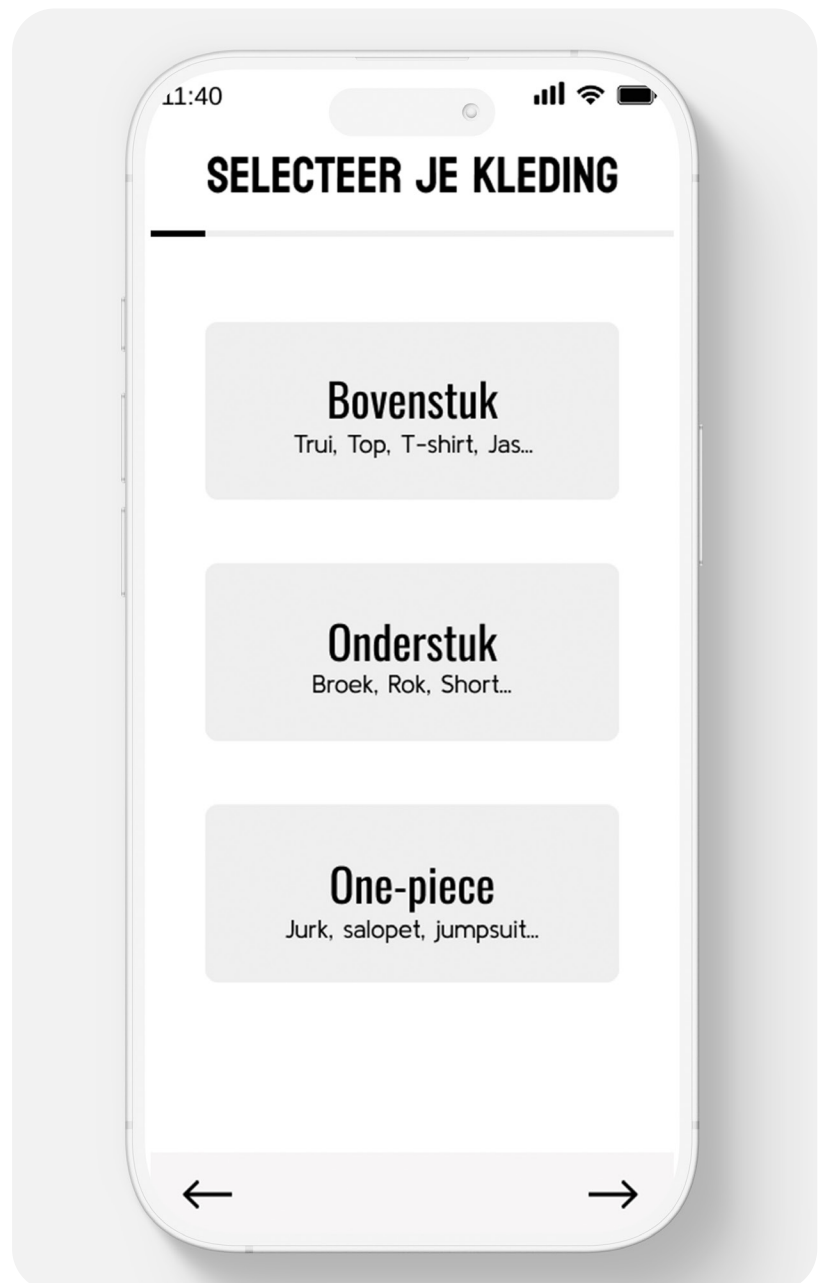 11:40
SELECTEER JE KLEDING
Bovenstuk
Trui, Top, T-shirt, Jas...
Onderstuk
Broek, Rok, Short...
One-piece
Jurk, salopet, jumpsuit...